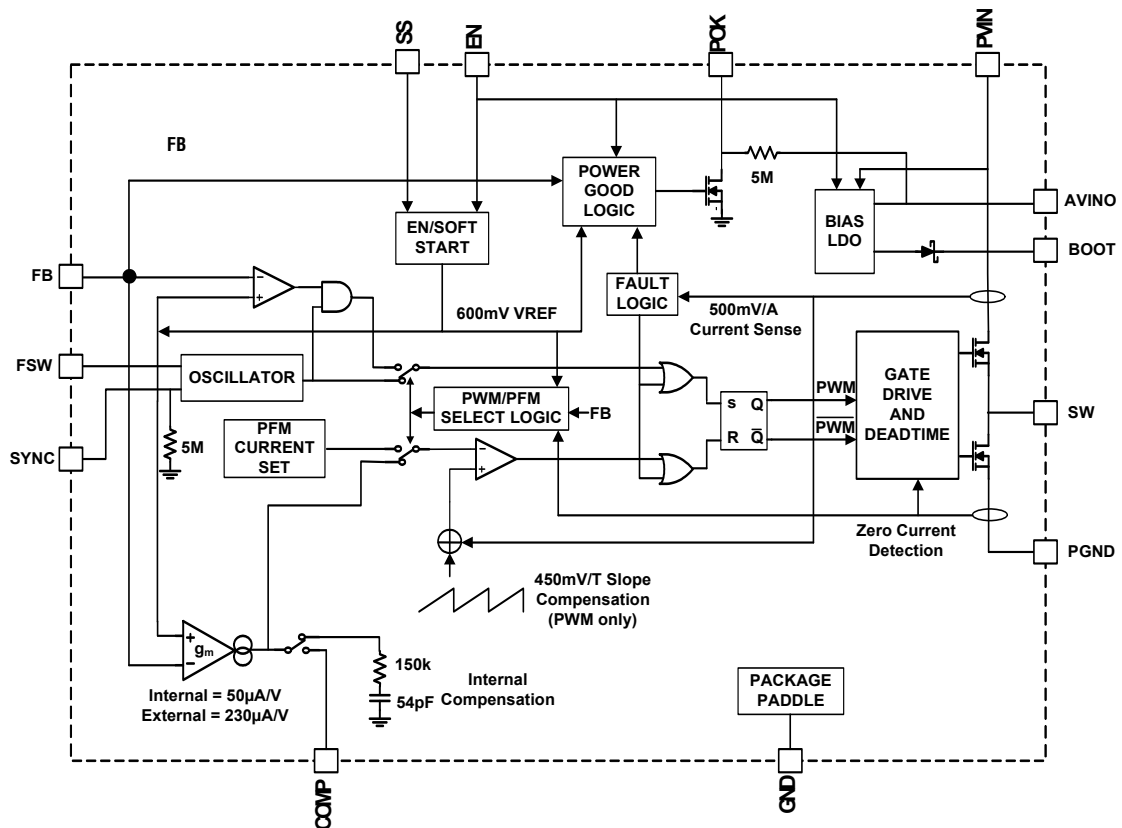 SS
EN
PCK
PVIN
FB
POWER
GOOD
LOGIC
5M
BIAS
LDO
AVINO
BOOT
EN/SOFT
START
FB
FAULT
LOGIC
500mV/A
Current Sense
600mV VREF
FSW
OSCILLATOR
PWM/PFM
SELECT LOGIC
FB
S Q
R Q̅
PWM
P̅W̅M̅
GATE
DRIVE
AND
DEADTIME
SW
SYNC
5M
PFM
CURRENT
SET
Zero Current
Detection
PGND
450mV/T Slope
Compensation
(PWM only)
+
gm
−
Internal = 50µA/V
External = 230µA/V
150k
54pF
Internal
Compensation
PACKAGE
PADDLE
COMP
GND